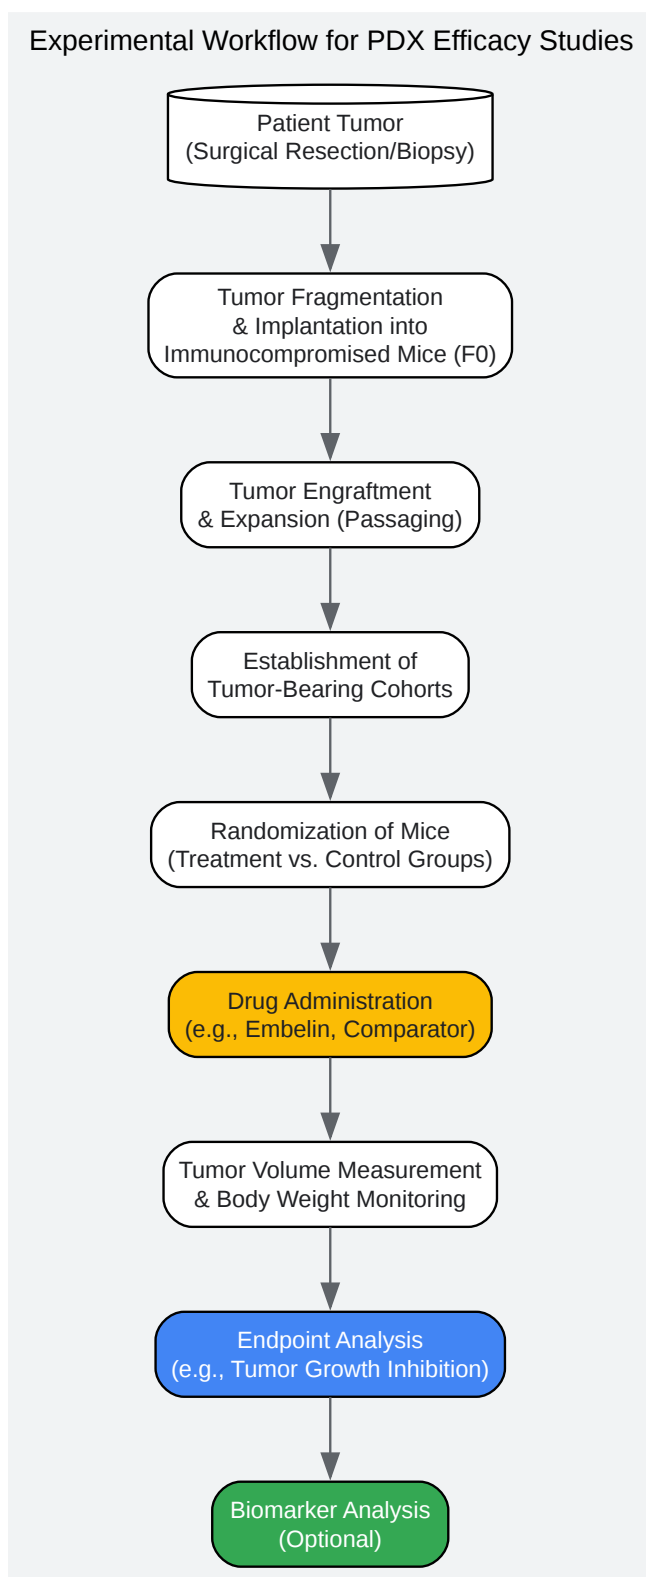 Experimental Workflow for PDX Efficacy Studies
Patient Tumor
(Surgical Resection/Biopsy)
Tumor Fragmentation
& Implantation into
Immunocompromised Mice (F0)
Tumor Engraftment
& Expansion (Passaging)
Establishment of
Tumor-Bearing Cohorts
Randomization of Mice
(Treatment vs. Control Groups)
Drug Administration
(e.g., Embelin, Comparator)
Tumor Volume Measurement
& Body Weight Monitoring
Endpoint Analysis
(e.g., Tumor Growth Inhibition)
Biomarker Analysis
(Optional)